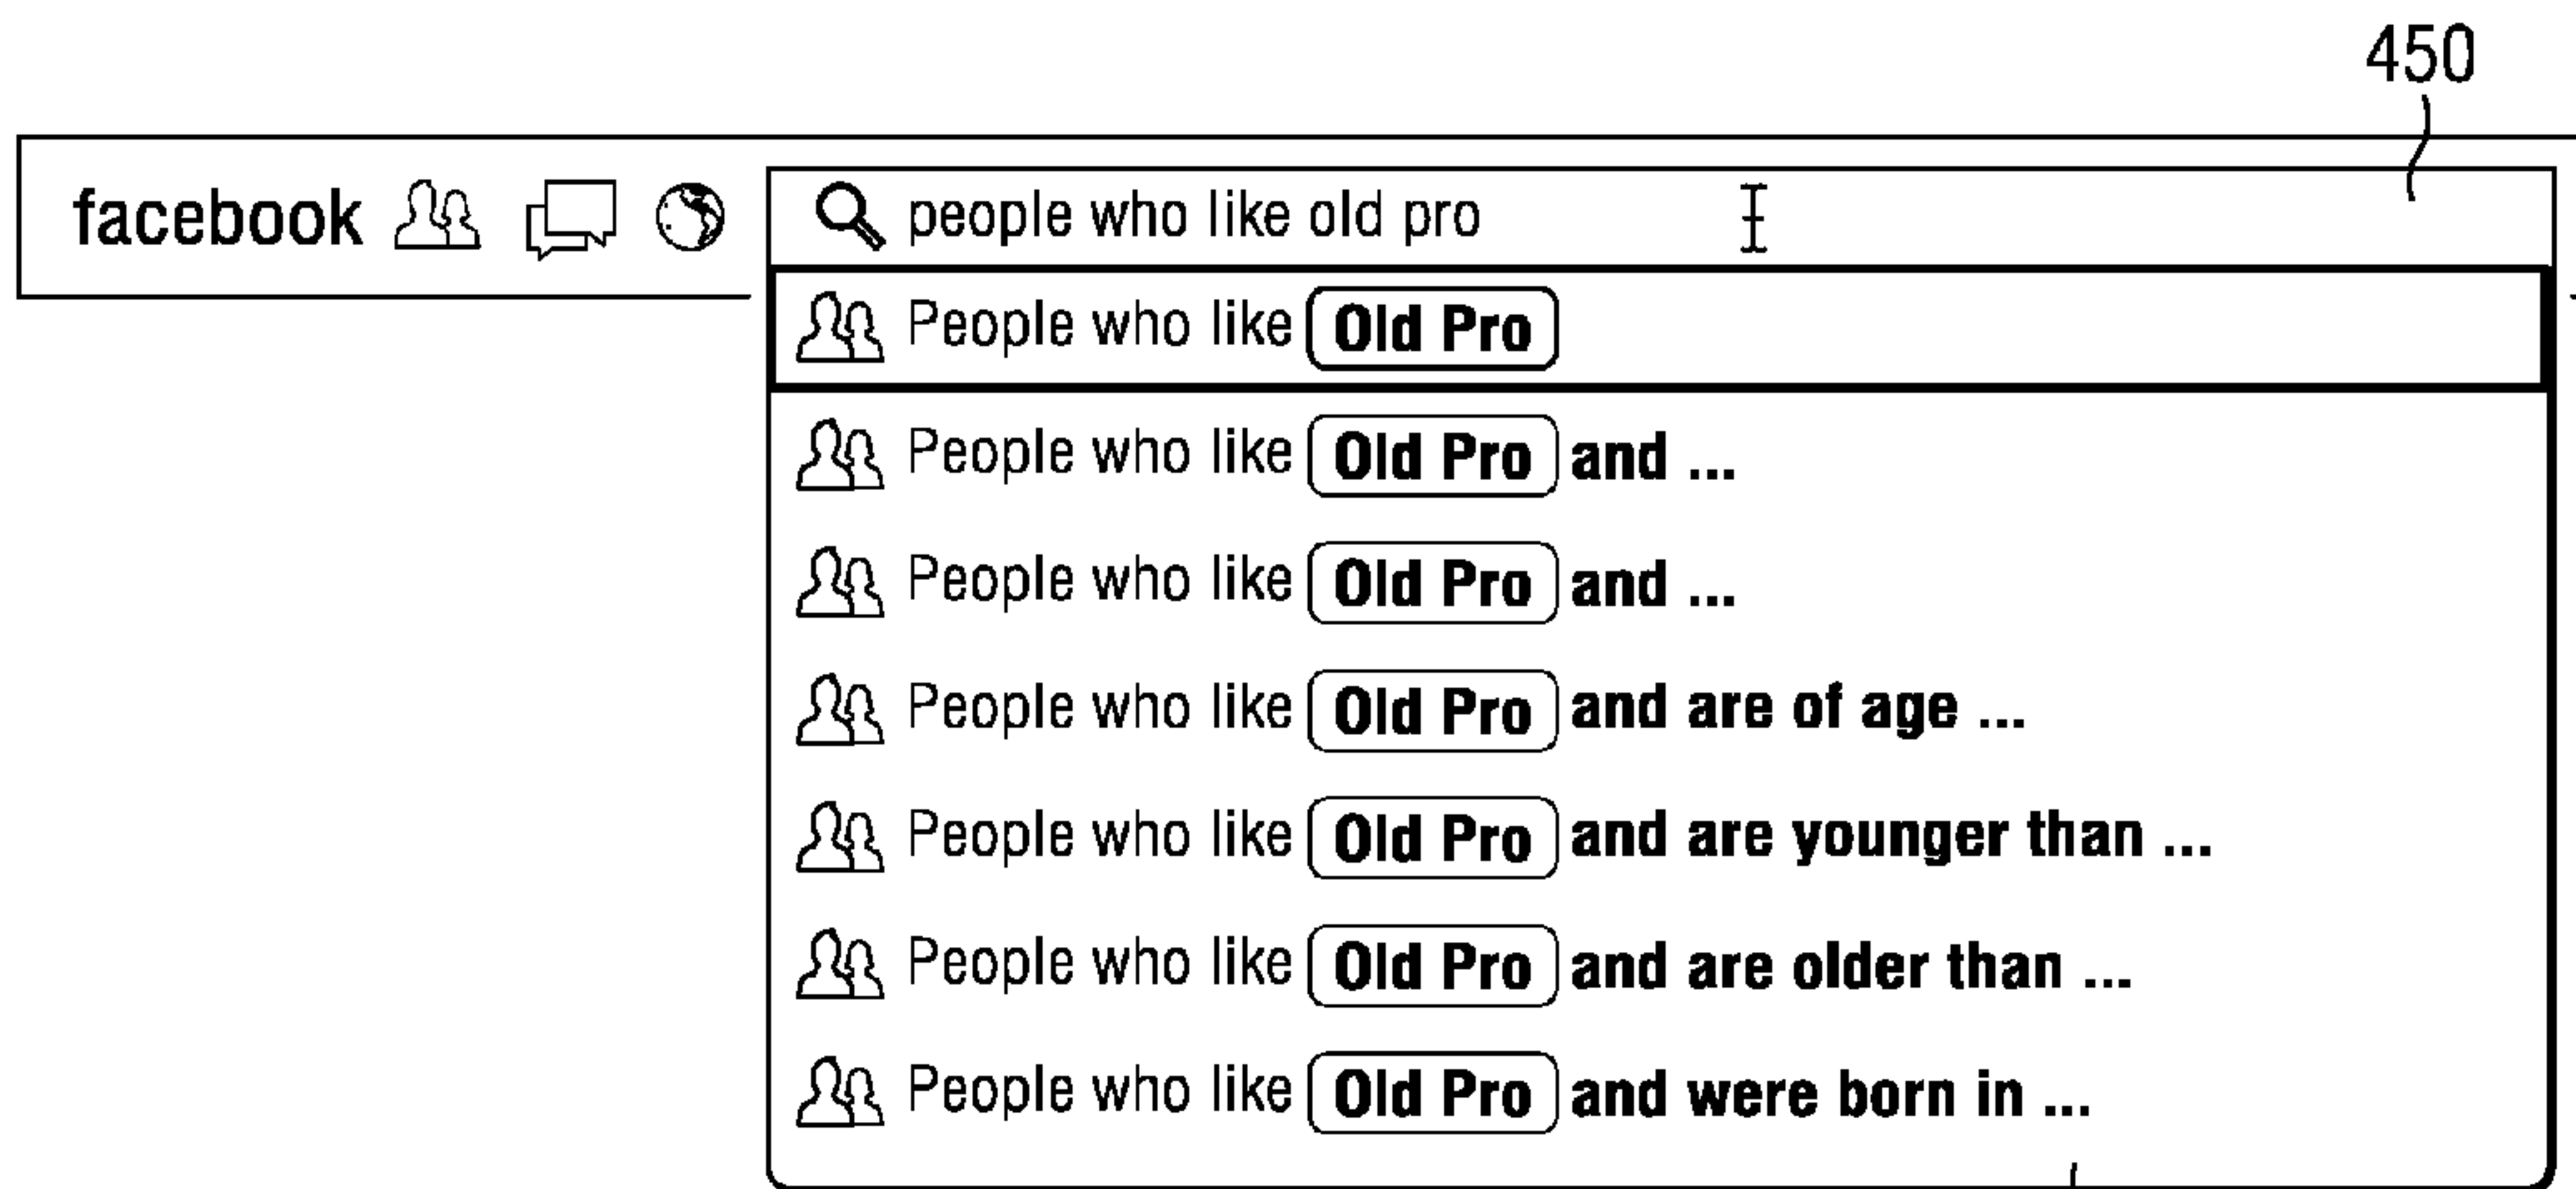 450
facebook people who like old pro
People who like Old Pro
People who like Old Pro and ...
People who like Old Pro and ...
People who like Old Pro and are of age ...
People who like Old Pro and are younger than ...
People who like Old Pro and are older than ...
People who like Old Pro and were born in ...